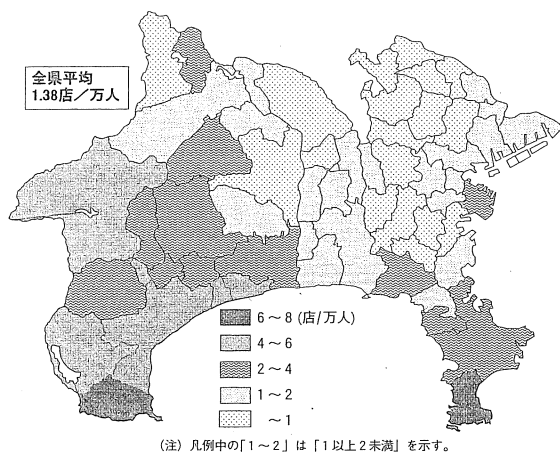 全県平均
1.38店／万人
6～8 (店/万人)
4～6
2～4
1～2
～1
(注) 凡例中の｢1～2｣は｢1以上2未満｣を示す。